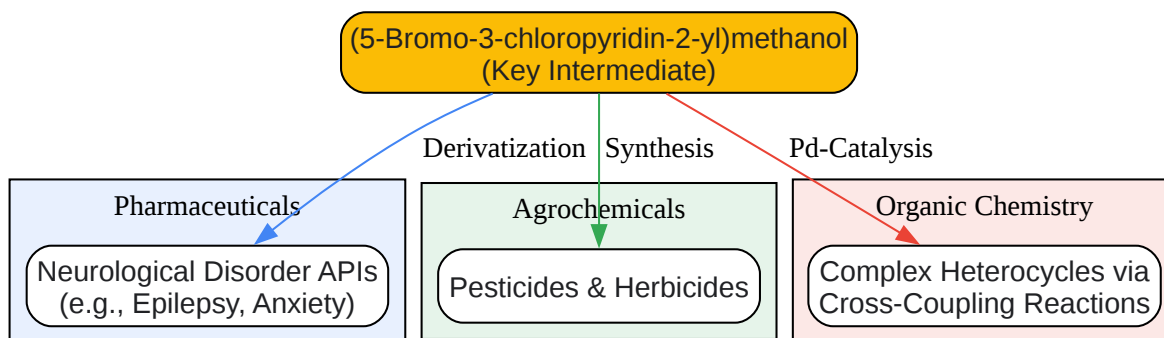 (5-Bromo-3-chloropyridin-2-yl)methanol
(Key Intermediate)
Derivatization
Synthesis
Pd-Catalysis
Pharmaceuticals
Agrochemicals
Organic Chemistry
Neurological Disorder APIs
(e.g., Epilepsy, Anxiety)
Pesticides & Herbicides
Complex Heterocycles via
Cross-Coupling Reactions